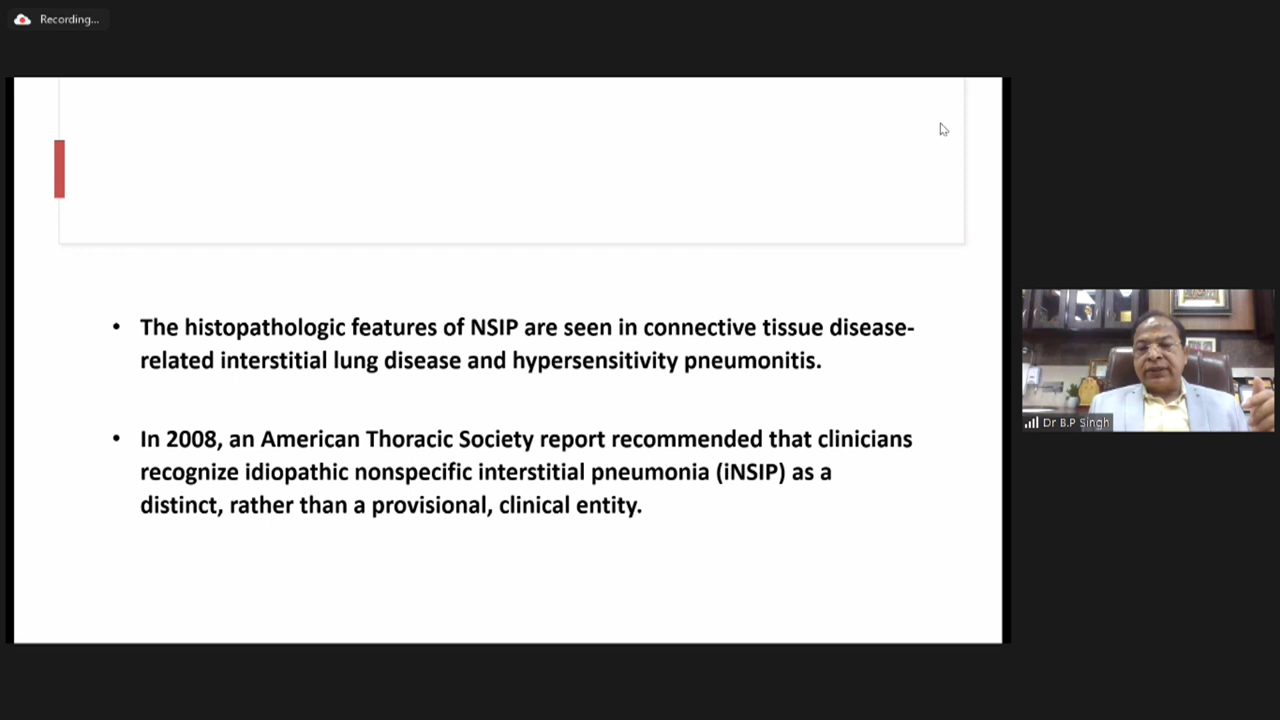 Recording...
• The histopathologic features of NSIP are seen in connective tissue disease-
related interstitial lung disease and hypersensitivity pneumonitis.
• In 2008, an American Thoracic Society report recommended that clinicians
recognize idiopathic nonspecific interstitial pneumonia (iNSIP) as a
distinct, rather than a provisional, clinical entity.
Dr B.P Singh